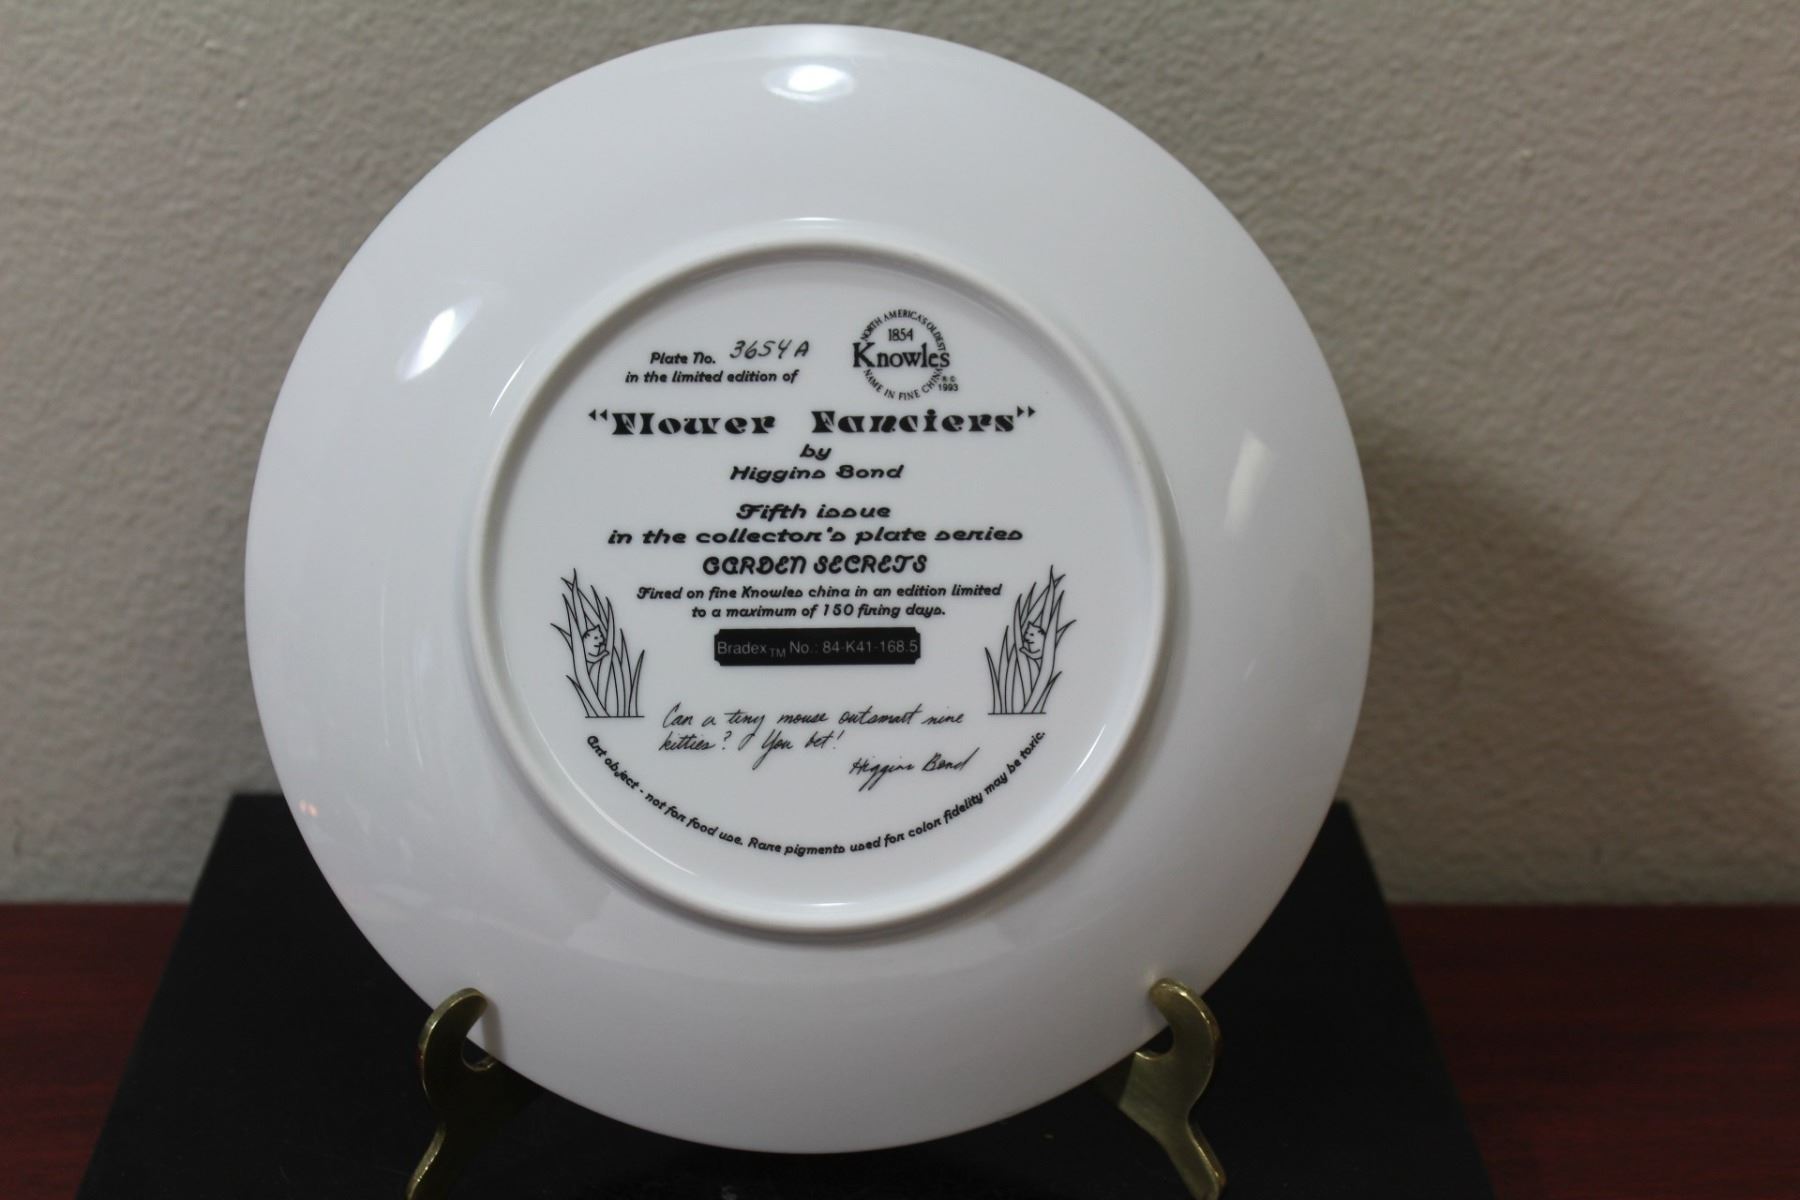 Plate No. 3654A
in the limited edition of
NORTH AMERICA'S OLDEST
1854
Knowles
NAME IN FINE CHINA
® ©
1993
"Flower Fanciers"
by
Higgins Bond
Fifth issue
in the collector's plate series
GARDEN SECRETS
Fired on fine Knowles china in an edition limited
to a maximum of 150 firing days.
Bradex TM No.: 84-K41-168.5
Can a tiny mouse outsmart nine
kitties? You bet!
Higgins Bond
Art object - not for food use. Rare pigments used for color fidelity may be toxic.